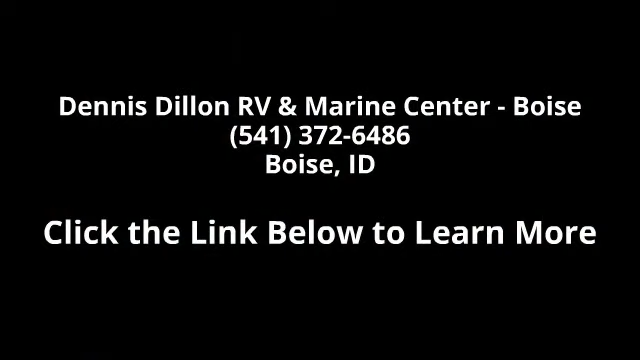 Dennis Dillon RV & Marine Center - Boise
(541) 372-6486
Boise, ID
Click the Link Below to Learn More